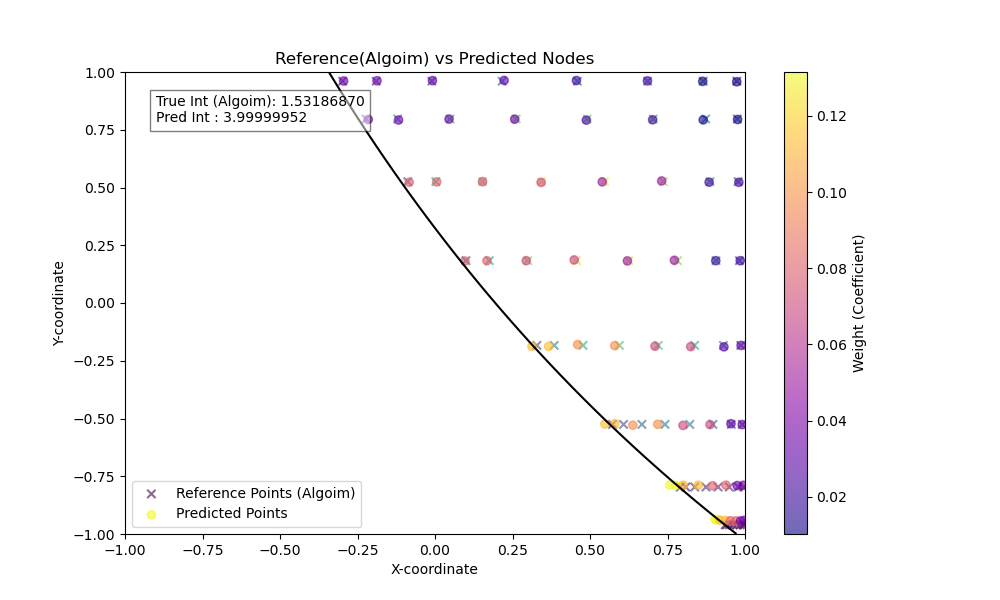 Reference(Algoim) vs Predicted Nodes
True Int (Algoim): 1.53186870
Pred Int : 3.99999952
1.00
0.75
0.50
0.25
0.00
−0.25
−0.50
−0.75
−1.00
Y-coordinate
Reference Points (Algoim)
Predicted Points
−1.00 −0.75 −0.50 −0.25 0.00 0.25 0.50 0.75 1.00
X-coordinate
0.12
0.10
0.08
0.06
0.04
0.02
Weight (Coefficient)